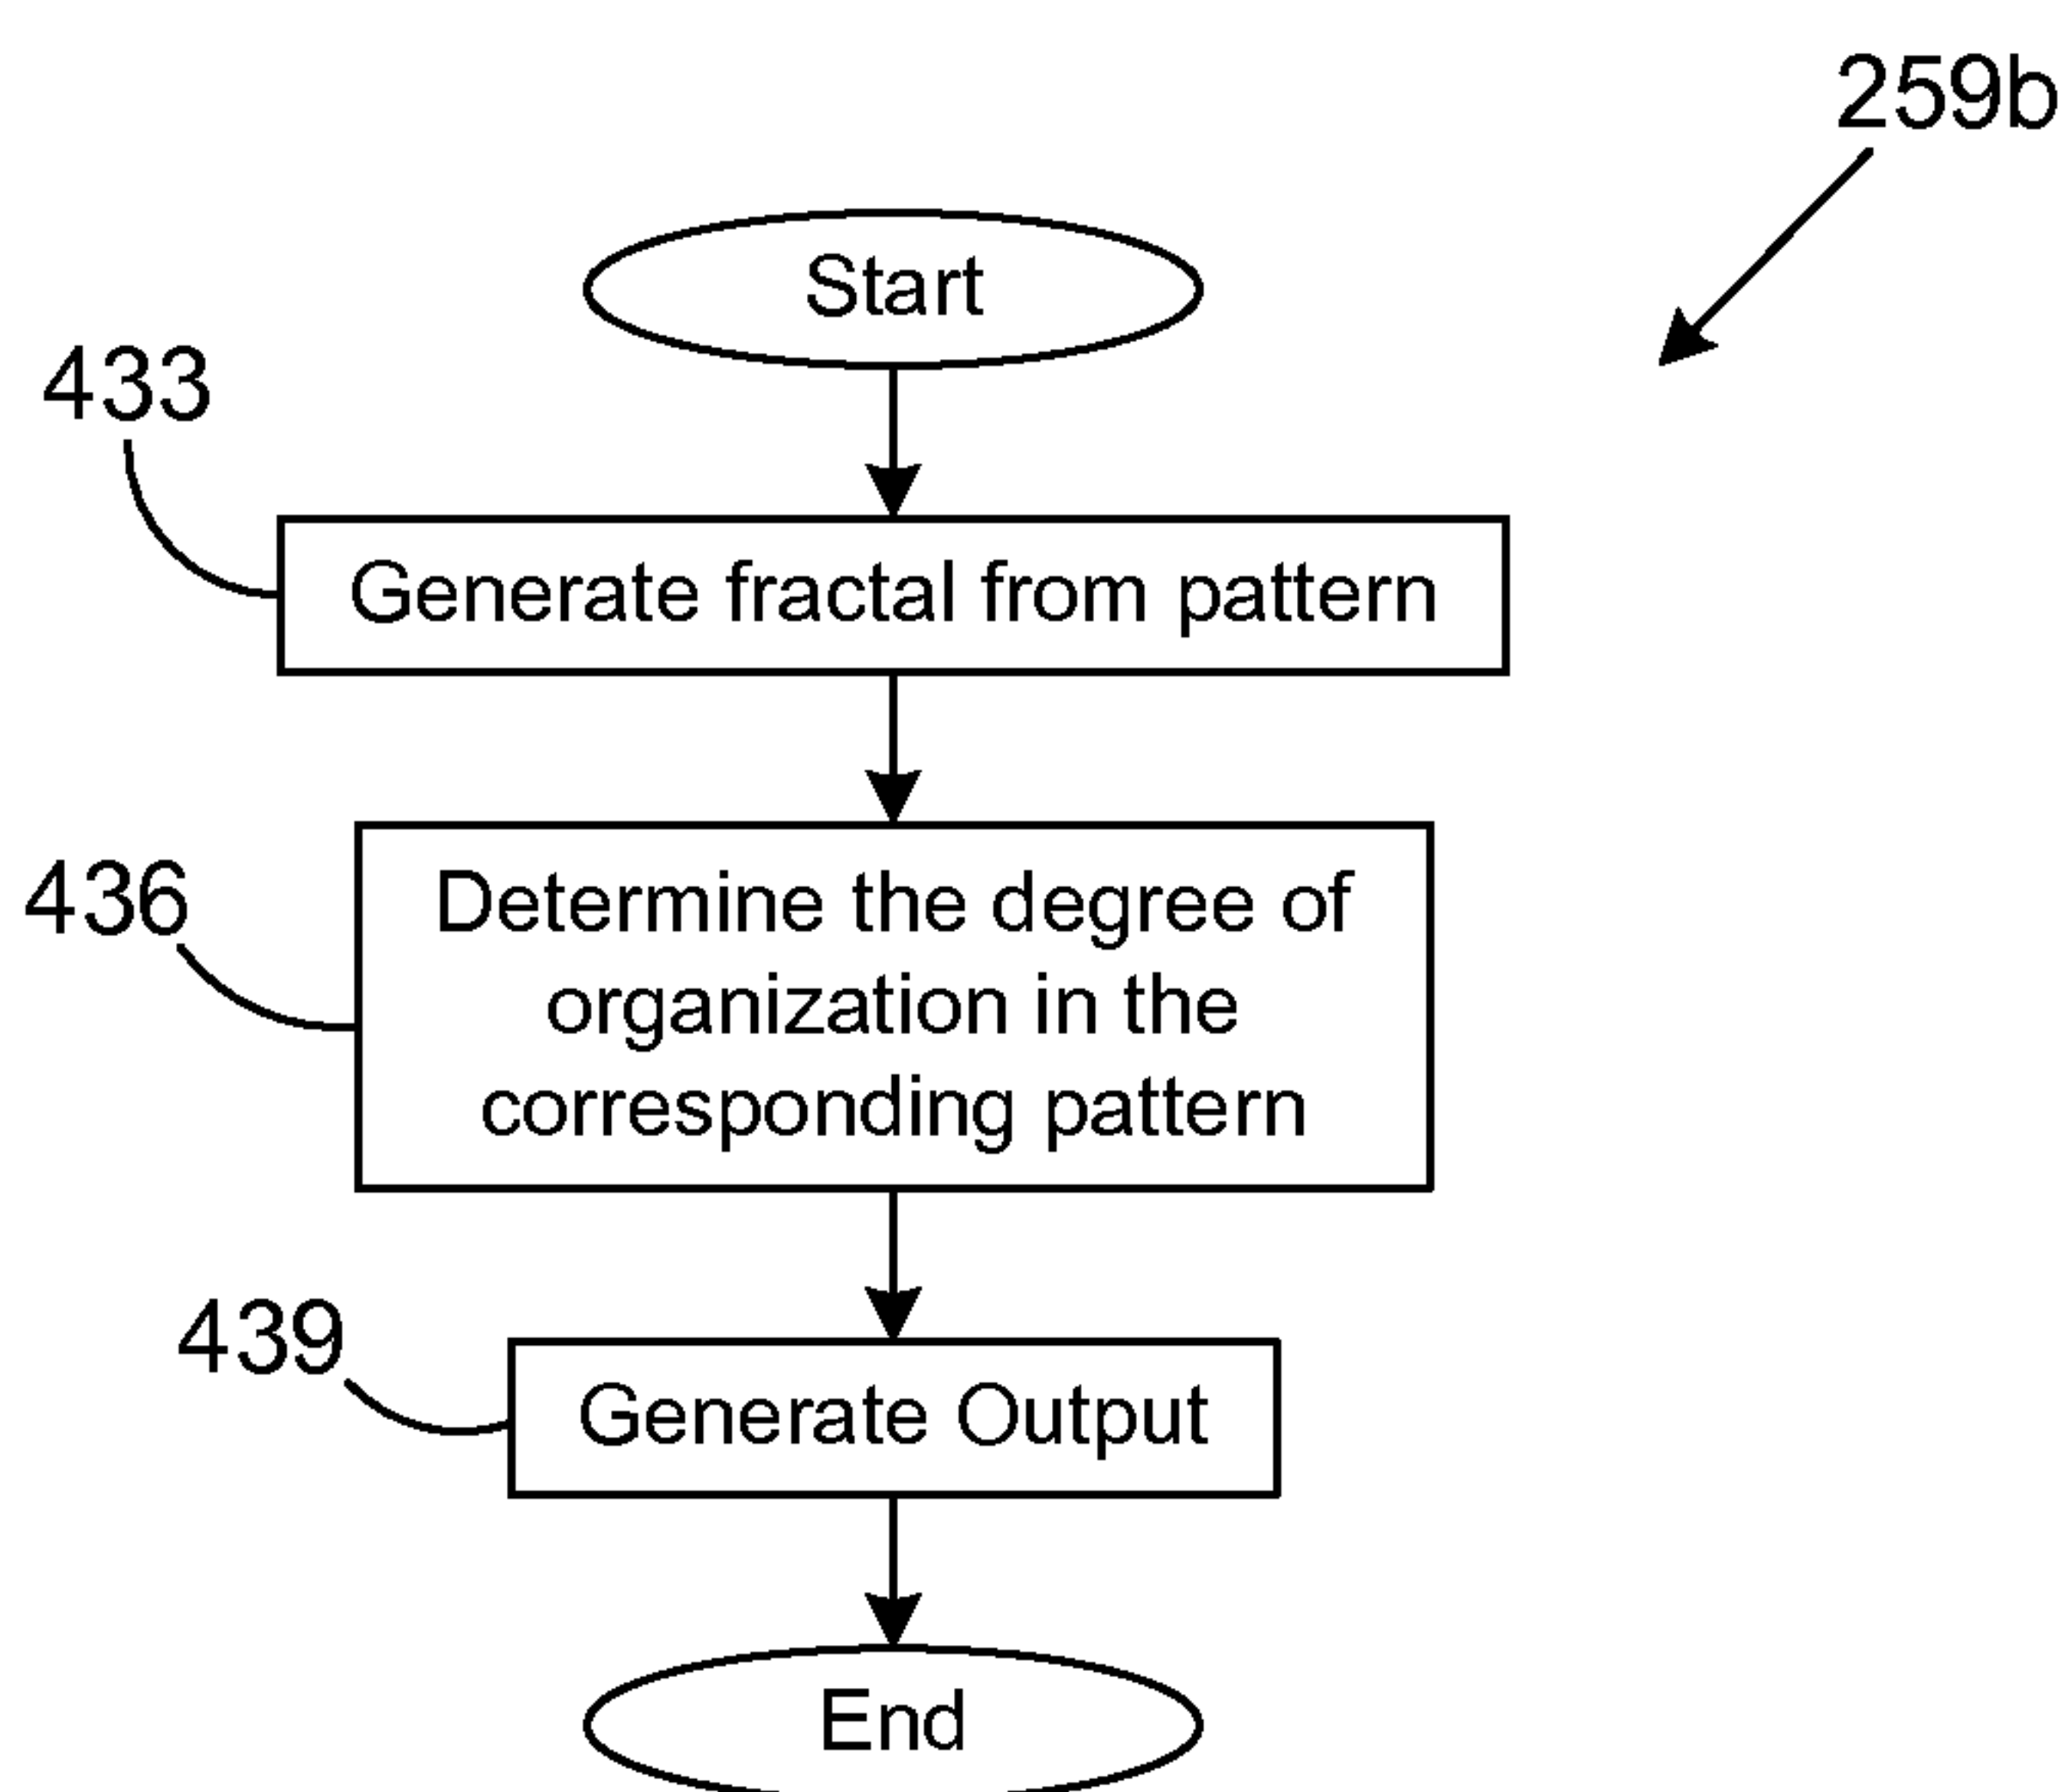 259b
Start
433
Generate fractal from pattern
436
Determine the degree of
organization in the
corresponding pattern
439
Generate Output
End